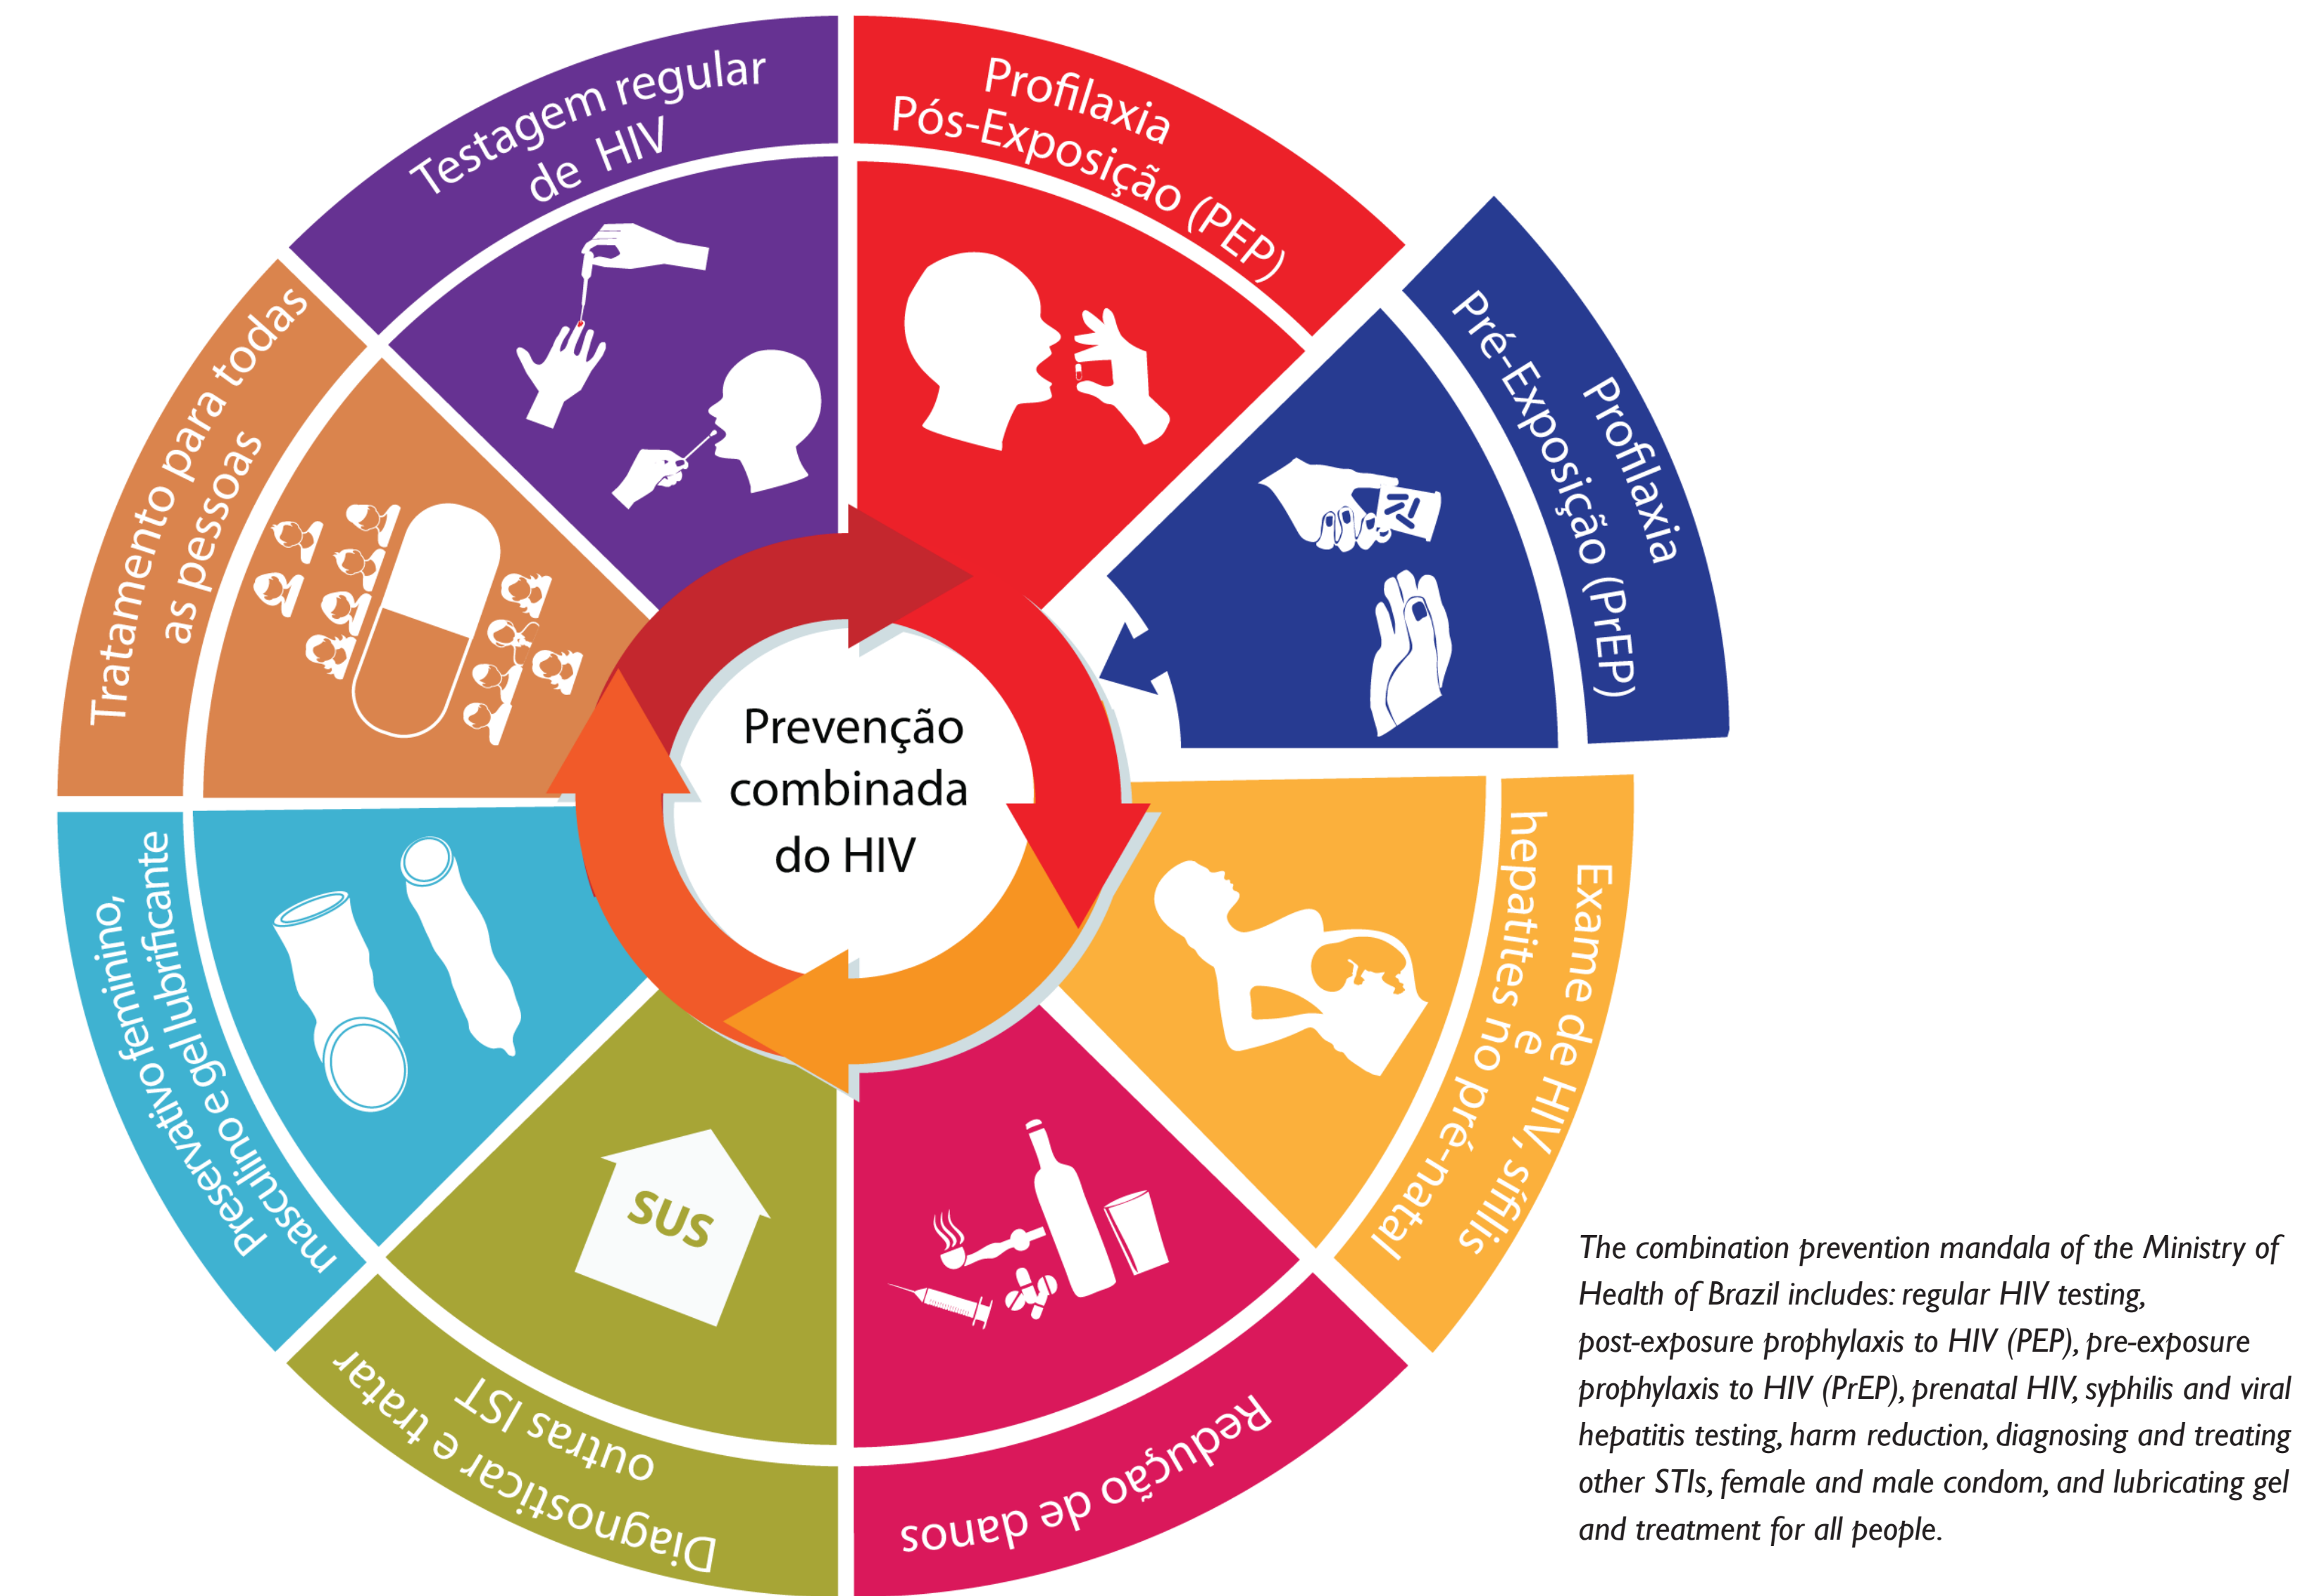 Testagem regular
de HIV
Profilaxia
Pós-Exposição (PEP)
Profilaxia
Pré-Exposição (PrEP)
Exame de HIV, sífilis
e
hepatites no pré-natal
Redução de danos
Diagnosticar e tratar
outras IST
SUS
Preservativo feminino,
masculino e gel lubrificante
Tratamento para todas
as pessoas
Prevenção
combinada
do HIV
The combination prevention mandala of the Ministry of
Health of Brazil includes: regular HIV testing,
post-exposure prophylaxis to HIV (PEP), pre-exposure
prophylaxis to HIV (PrEP), prenatal HIV, syphilis and viral
hepatitis testing, harm reduction, diagnosing and treating
other STIs, female and male condom, and lubricating gel
and treatment for all people.